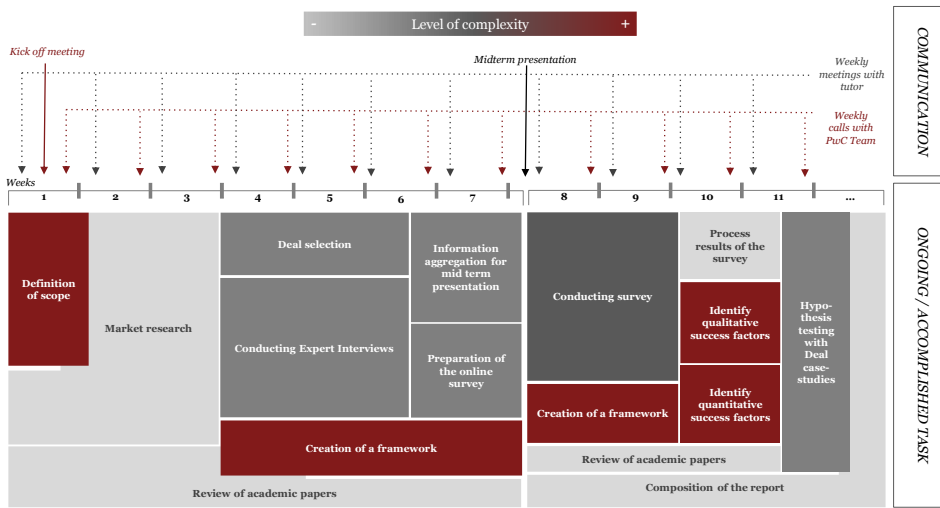 - Level of complexity +
COMMUNICATION
Kick off meeting
Midterm presentation
Weekly
meetings with
tutor
Weekly
calls with
PwC Team
Weeks
1 2 3 4 5 6 7 8 9 10 11 ...
ONGOING / ACCOMPLISHED TASK
Definition
of scope
Market research
Deal selection
Conducting Expert Interviews
Information
aggregation for
mid term
presentation
Preparation of
the online
survey
Creation of a framework
Review of academic papers
Conducting survey
Creation of a framework
Process
results of the
survey
Identify
qualitative
success factors
Identify
quantitative
success factors
Hypo-
thesis
testing
with
Deal
case-
studies
Review of academic papers
Composition of the report